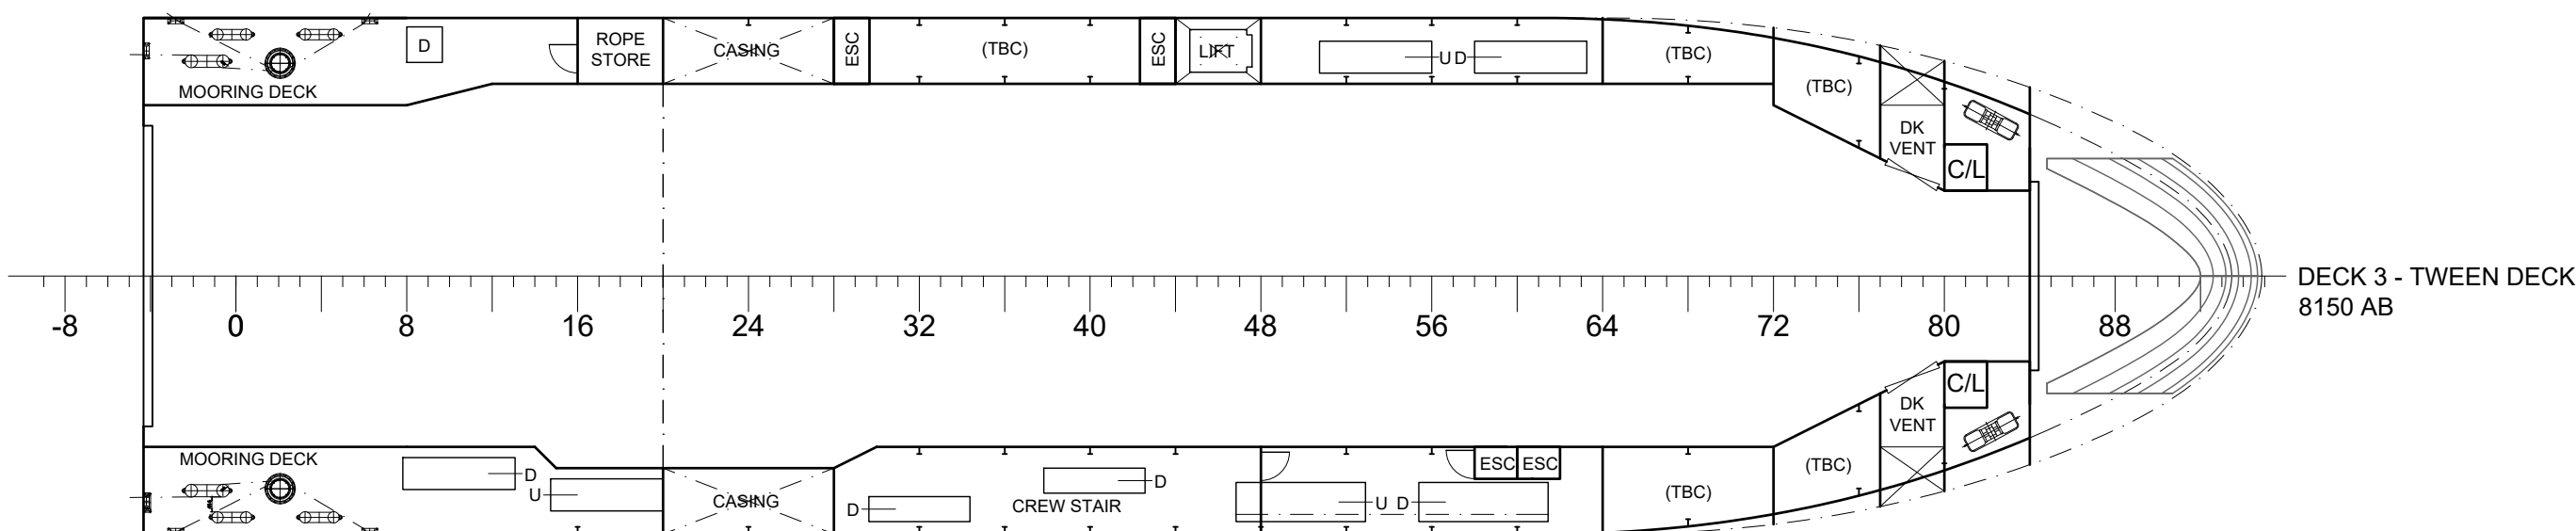 D
ROPE
STORE
CASING
ESC
(TBC)
ESC
LIFT
U D
(TBC)
MOORING DECK
(TBC)
DK
VENT
C/L
DECK 3 - TWEEN DECK
8150 AB
-8 0 8 16 24 32 40 48 56 64 72 80 88
C/L
DK
VENT
MOORING DECK
D
U
CASING
D
CREW STAIR
D
U D
ESC ESC
(TBC)
(TBC)